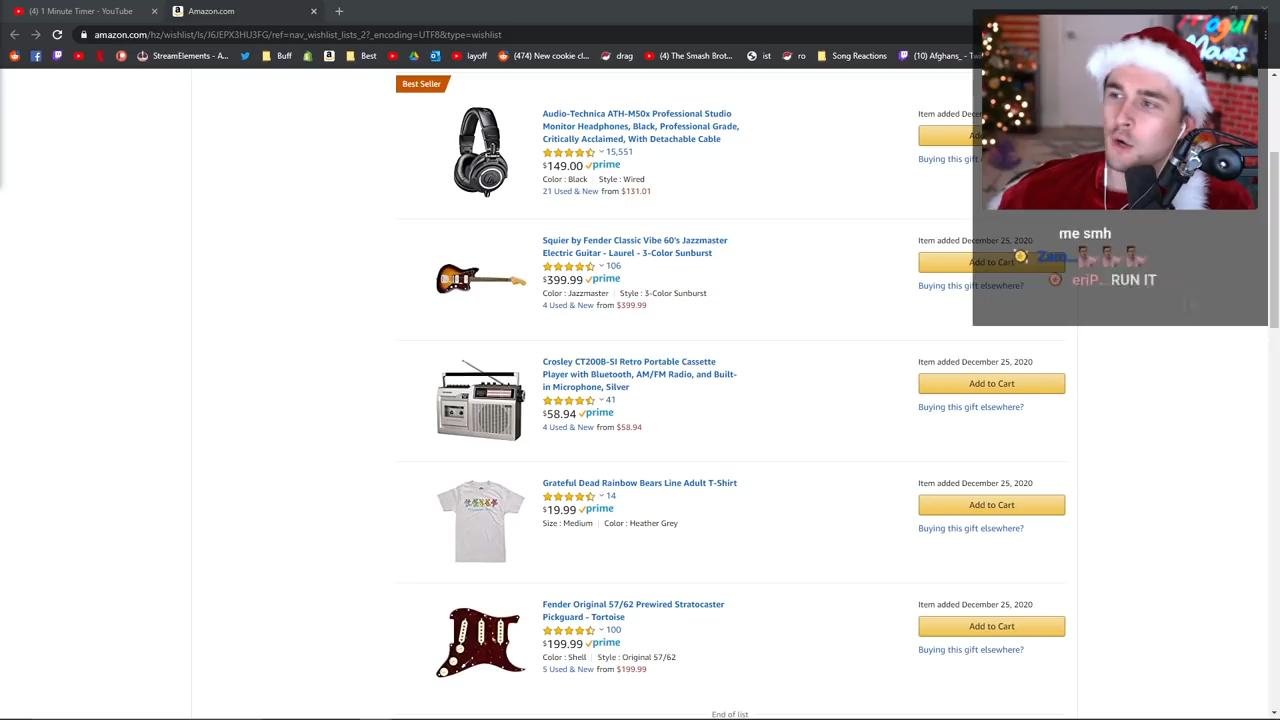 (4) 1 Minute Timer - YouTube
Amazon.com
amazon.com/hz/wishlist/ls/J6JEPX3HU3FG/ref=nav_wishlist_lists_2?_encoding=UTF8&type=wishlist
StreamElements - A...
Best
layoff
(474) New cookie cl...
drag
(4) The Smash Brot...
ist
ro
Song Reactions
(10) Afghans_ - Twi
Best Seller
Audio-Technica ATH-M50x Professional Studio
Monitor Headphones, Black, Professional Grade,
Critically Acclaimed, With Detachable Cable
15,551
$149.00 prime
Color : Black | Style : Wired
21 Used & New from $131.01
Item added Decem
Buying this gift
Squier by Fender Classic Vibe 60's Jazzmaster
Electric Guitar - Laurel - 3-Color Sunburst
106
$399.99 prime
Color : Jazzmaster | Style : 3-Color Sunburst
4 Used & New from $399.99
Item added December 25, 2020
Add to Cart
Buying this gift elsewhere?
me smh
eriP... RUN IT
Crosley CT200B-SI Retro Portable Cassette
Player with Bluetooth, AM/FM Radio, and Built-
in Microphone, Silver
41
$58.94 prime
4 Used & New from $58.94
Item added December 25, 2020
Add to Cart
Buying this gift elsewhere?
Grateful Dead Rainbow Bears Line Adult T-Shirt
14
$19.99 prime
Size : Medium | Color : Heather Grey
Item added December 25, 2020
Add to Cart
Buying this gift elsewhere?
Fender Original 57/62 Prewired Stratocaster
Pickguard - Tortoise
100
$199.99 prime
Color : Shell | Style : Original 57/62
5 Used & New from $199.99
Item added December 25, 2020
Add to Cart
Buying this gift elsewhere?
End of list